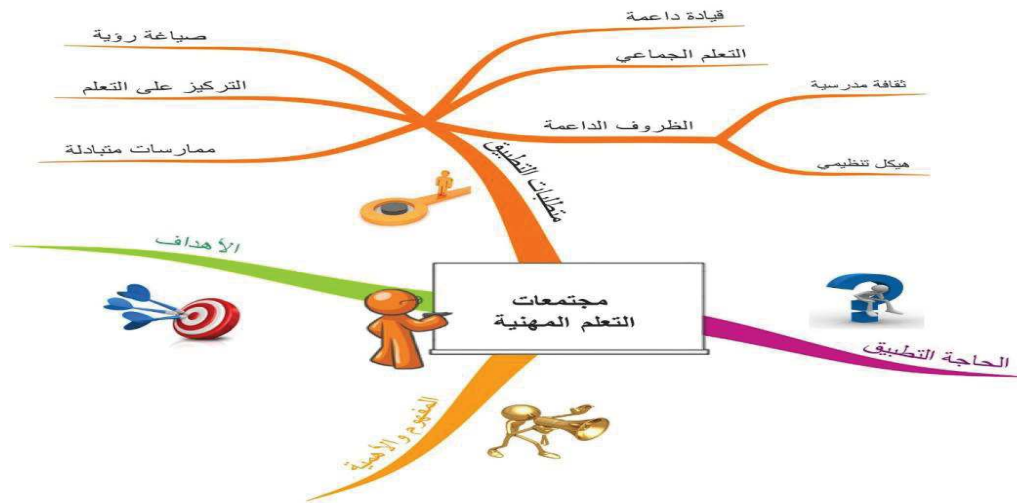 قيادة داعمة
التعلم الجماعي
الظروف الداعمة
ثقافة مدرسية
هيكل تنظيمي
صياغة رؤية
التركيز على التعلم
ممارسات متبادلة
متطلبات التطبيق
الأهداف
مجتمعات
التعلم المهنية
الحاجة التطبيق
المفهوم والأهمية